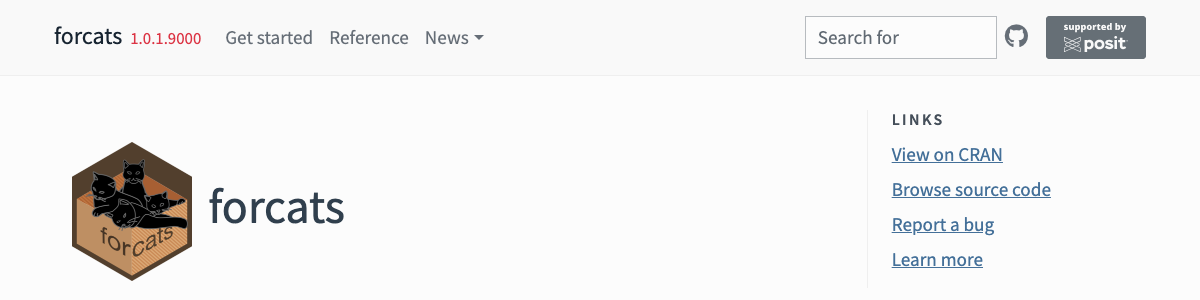 forcats 1.0.1.9000 Get started Reference News Search for supported by posit
LINKS
View on CRAN
Browse source code
Report a bug
Learn more
forcats
forcats